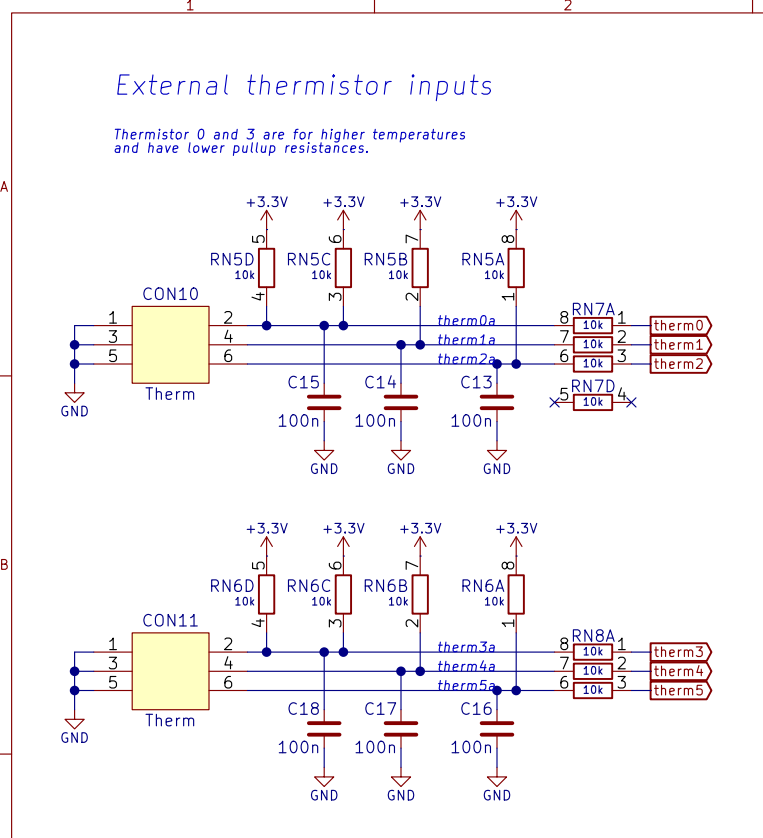 1 2
External thermistor inputs
Thermistor 0 and 3 are for higher temperatures
and have lower pullup resistances.
A
+3.3V +3.3V +3.3V +3.3V
5 6 7 8
RN5D RN5C RN5B RN5A
10k 10k 10k 10k
4 3 2 1
CON10
RN7A
1 2 therm0a 8 10k 1 therm0
3 4 therm1a 7 10k 2 therm1
5 6 therm2a 6 10k 3 therm2
Therm
GND
C15 C14 C13
RN7D
5 10k 4
100n 100n 100n
GND GND GND
B
+3.3V +3.3V +3.3V +3.3V
5 6 7 8
RN6D RN6C RN6B RN6A
10k 10k 10k 10k
4 3 2 1
CON11
RN8A
1 2 therm3a 8 10k 1 therm3
3 4 therm4a 7 10k 2 therm4
5 6 therm5a 6 10k 3 therm5
Therm
GND
C18 C17 C16
100n 100n 100n
GND GND GND